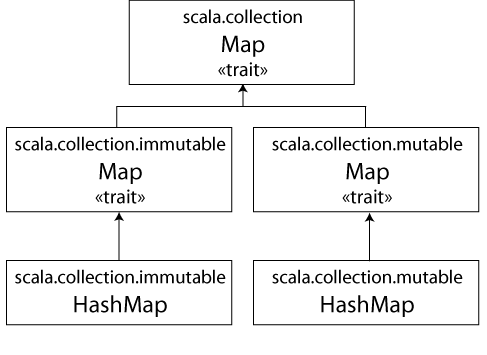 scala.collection
Map
«trait»
scala.collection.immutable
Map
«trait»
scala.collection.mutable
Map
«trait»
scala.collection.immutable
HashMap
scala.collection.mutable
HashMap